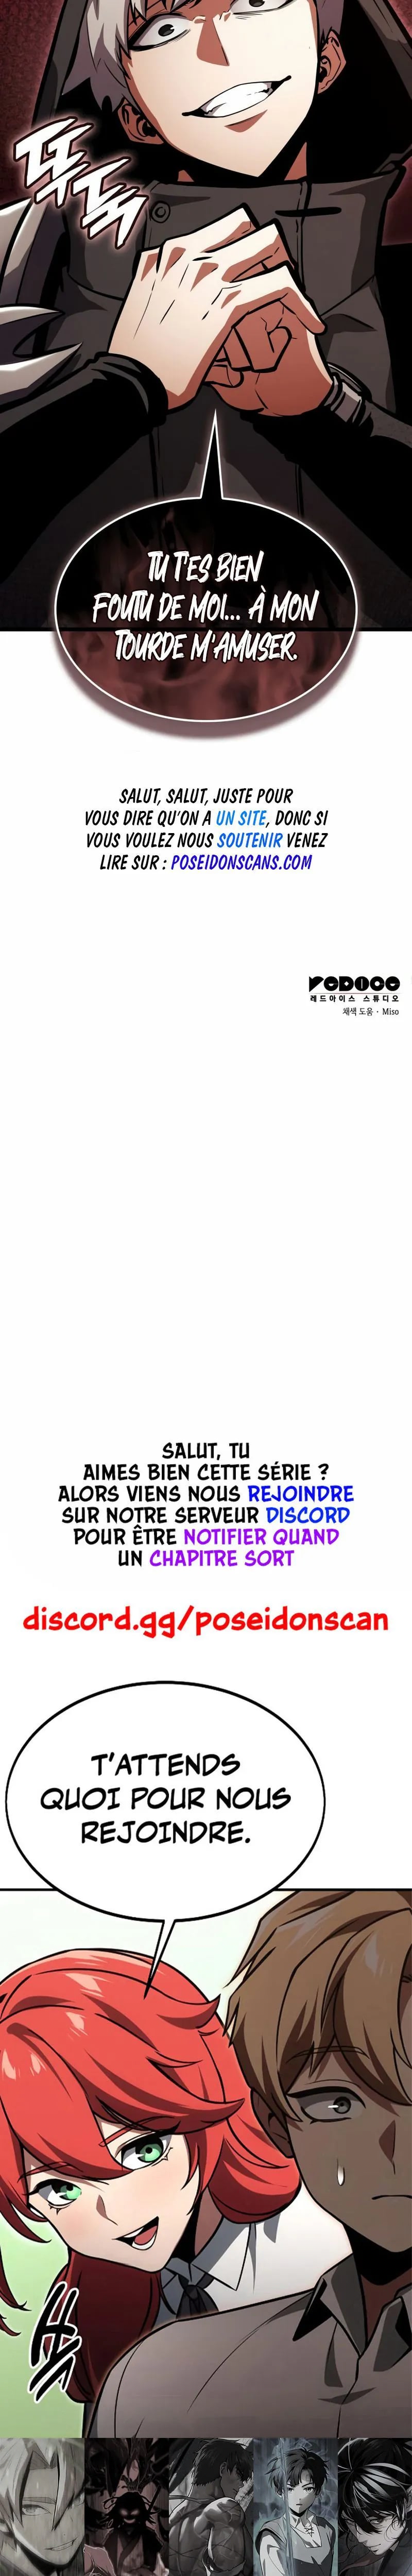 뚜둑
TU T'ES BIEN
FOUTU DE MOI... À MON
TOURDE M'AMUSER.
SALUT, SALUT, JUSTE POUR
VOUS DIRE QU'ON A UN SITE, DONC SI
VOUS VOULEZ NOUS SOUTENIR VENEZ
LIRE SUR : POSEIDONSCANS.COM
레드아이스 스튜디오
채색 도움 · Miso
SALUT, TU
AIMES BIEN CETTE SÉRIE ?
ALORS VIENS NOUS REJOINDRE
SUR NOTRE SERVEUR DISCORD
POUR ÊTRE NOTIFIER QUAND
UN CHAPITRE SORT
discord.gg/poseidonscan
T'ATTENDS
QUOI POUR NOUS
REJOINDRE.